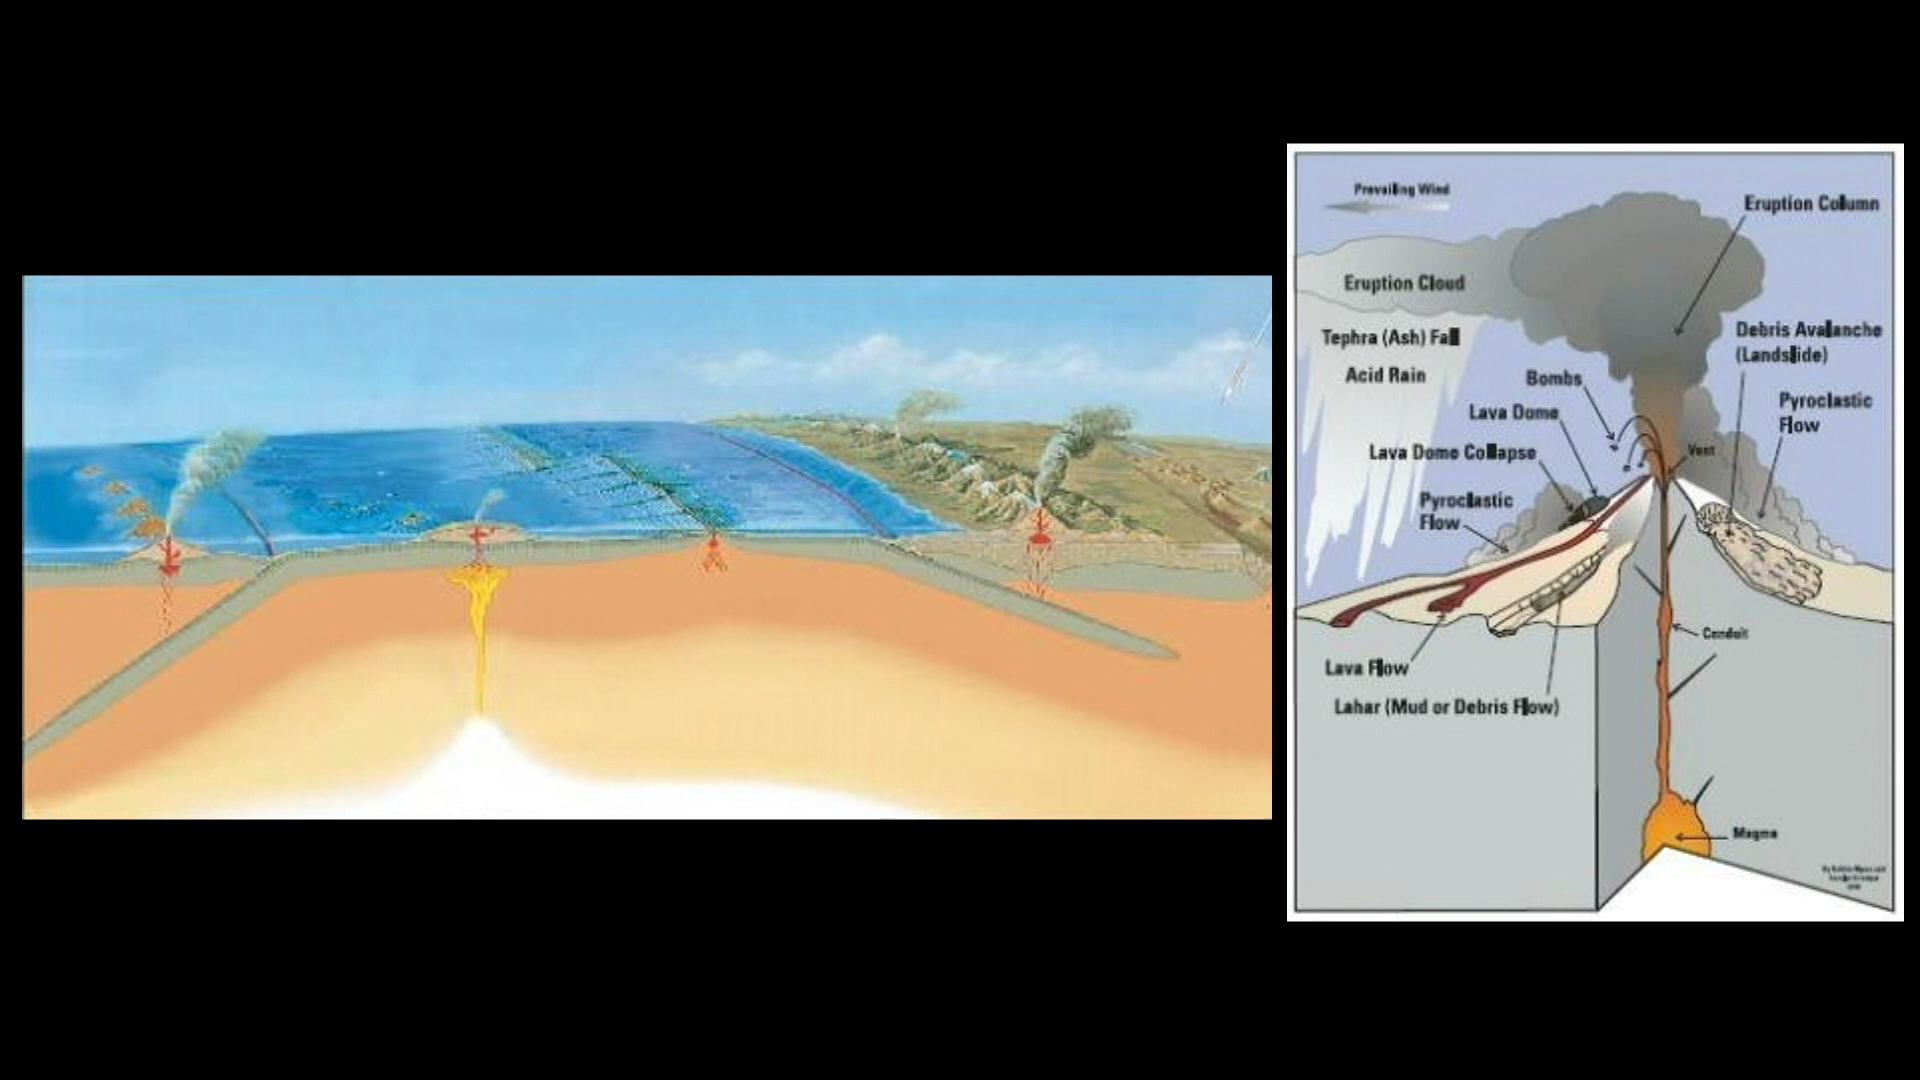 Prevailing Wind
Eruption Column
Eruption Cloud
Tephra (Ash) Fall
Acid Rain
Debris Avalanche
(Landslide)
Bombs
Lava Dome
Pyroclastic
Flow
Lava Dome Collapse
Vent
Pyroclastic
Flow
Conduit
Lava Flow
Lahar (Mud or Debris Flow)
Magma